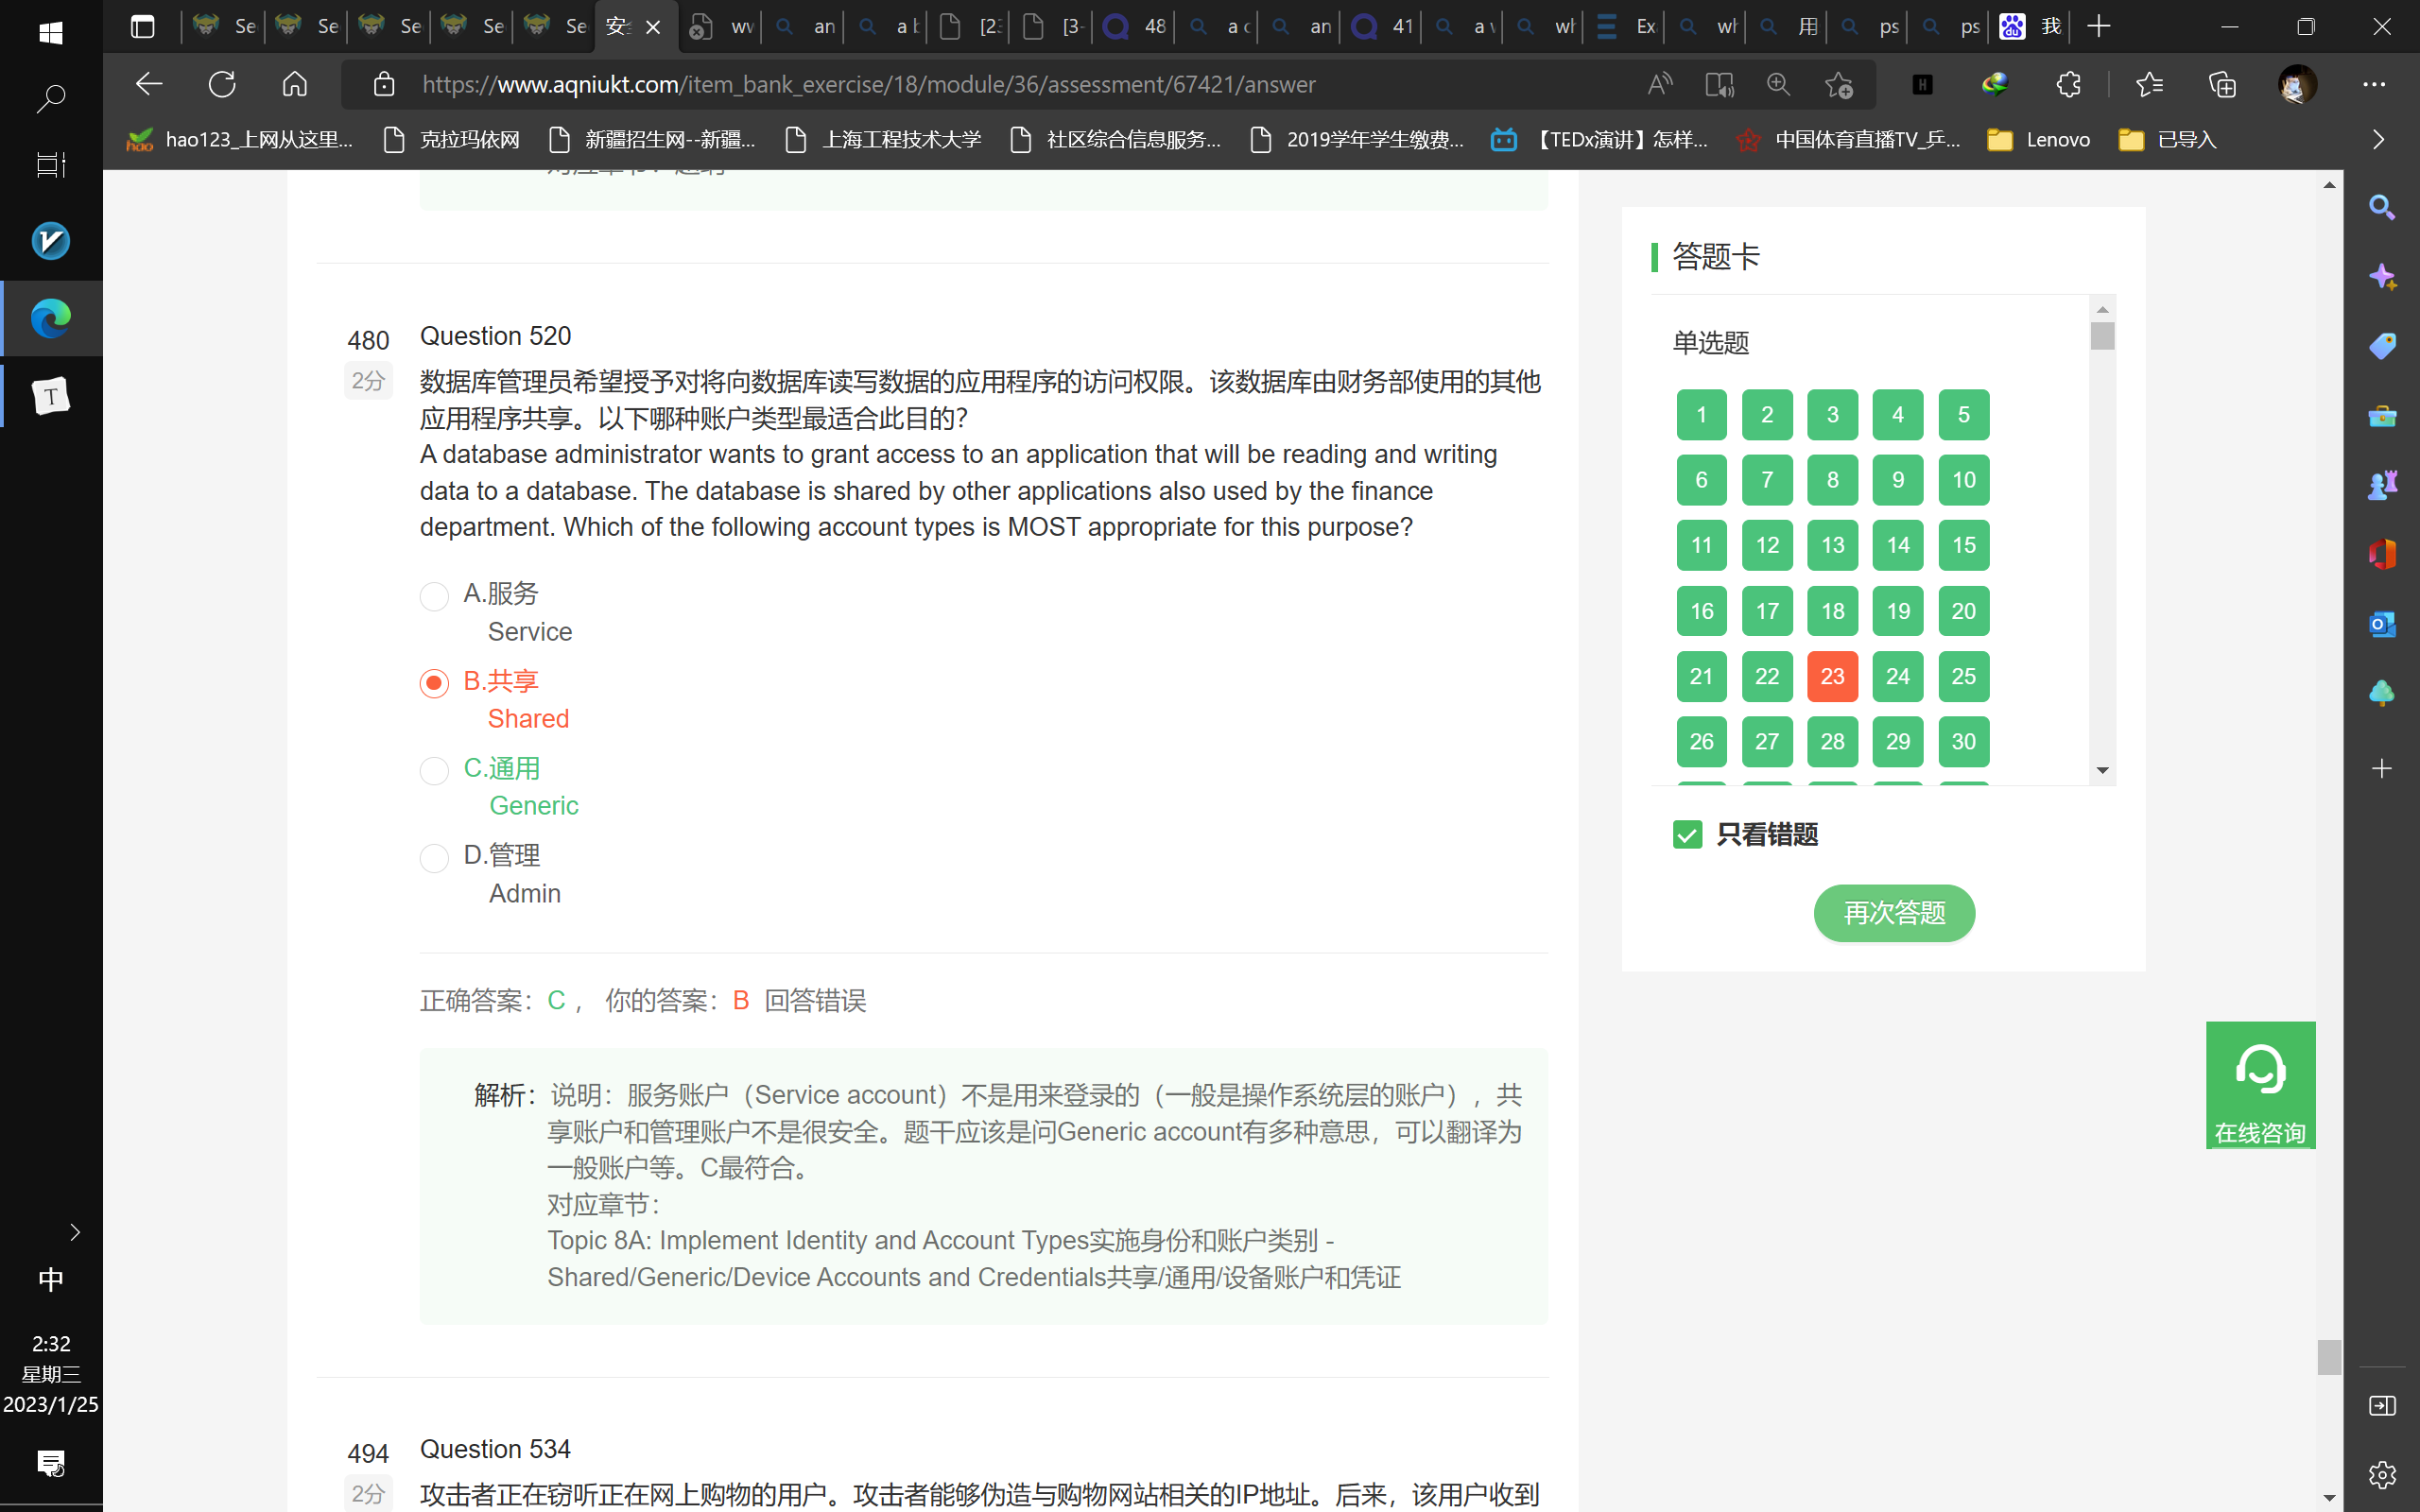 Se
Se
Se
Se
Se
安
wv
an
a b
[23
[3-
48
a c
an
41
a v
wh
Ex
wh
用
ps
ps
我
https://www.aqniukt.com/item_bank_exercise/18/module/36/assessment/67421/answer
hao123_上网从这里...
克拉玛依网
新疆招生网--新疆...
上海工程技术大学
社区综合信息服务...
2019学年学生缴费...
【TEDx演讲】怎样...
中国体育直播TV_乒...
Lenovo
已导入
480
2分
Question 520
数据库管理员希望授予对将向数据库读写数据的应用程序的访问权限。该数据库由财务部使用的其他
应用程序共享。以下哪种账户类型最适合此目的？
A database administrator wants to grant access to an application that will be reading and writing
data to a database. The database is shared by other applications also used by the finance
department. Which of the following account types is MOST appropriate for this purpose?
A.服务
Service
B.共享
Shared
C.通用
Generic
D.管理
Admin
正确答案：C ， 你的答案：B 回答错误
解析：说明：服务账户（Service account）不是用来登录的（一般是操作系统层的账户），共
享账户和管理账户不是很安全。题干应该是问Generic account有多种意思，可以翻译为
一般账户等。C最符合。
对应章节：
Topic 8A: Implement Identity and Account Types实施身份和账户类别 -
Shared/Generic/Device Accounts and Credentials共享/通用/设备账户和凭证
494
2分
Question 534
攻击者正在窃听正在网上购物的用户。攻击者能够伪造与购物网站相关的IP地址。后来，该用户收到
答题卡
单选题
1 2 3 4 5
6 7 8 9 10
11 12 13 14 15
16 17 18 19 20
21 22 23 24 25
26 27 28 29 30
只看错题
再次答题
在线咨询
中
2:32
星期三
2023/1/25